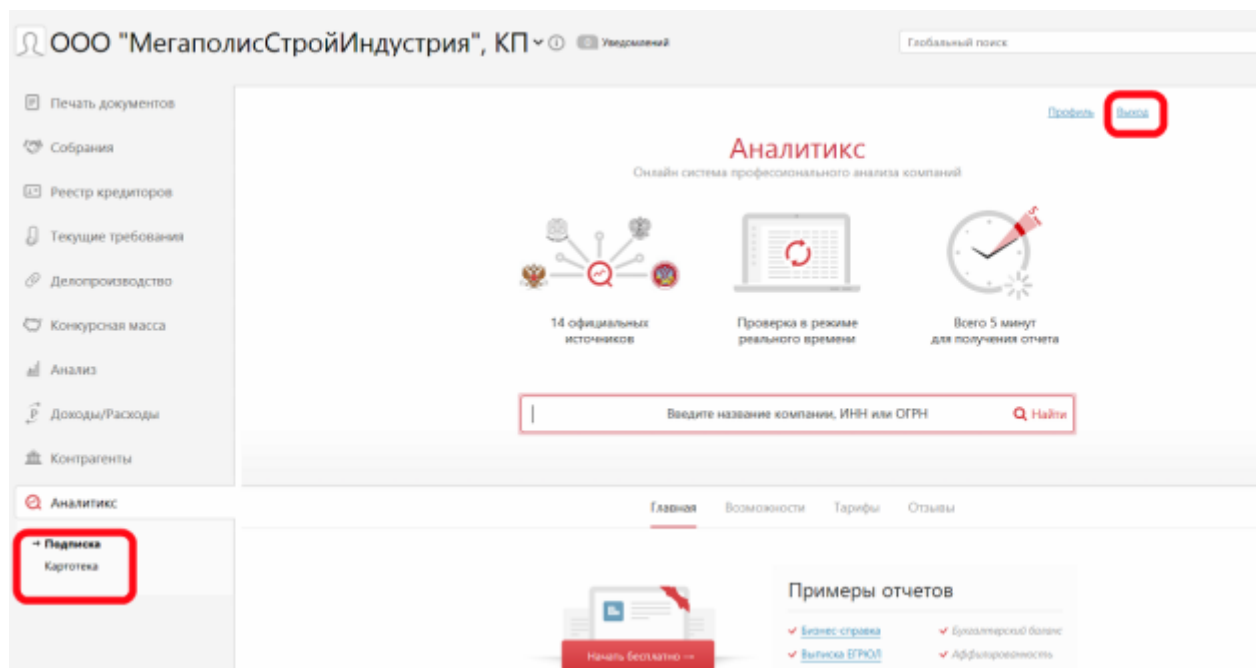 ООО "МегаполисСтройИндустрия", КП
Уведомлений
Глобальный поиск
Печать документов
Собрания
Реестр кредиторов
Текущие требования
Делопроизводство
Конкурсная масса
Анализ
Доходы/Расходы
Контрагенты
Аналитикс
→ Подписка
Картотека
Профиль Выход
Аналитикс
Онлайн система профессионального анализа компаний
14 официальных
источников
Проверка в режиме
реального времени
Всего 5 минут
для получения отчета
Введите название компании, ИНН или ОГРН Найти
Главная Возможности Тарифы Отзывы
Начать бесплатно →
Примеры отчетов
Бизнес-справка Бухгалтерский баланс
Выписка ЕГРЮЛ Аффилированность